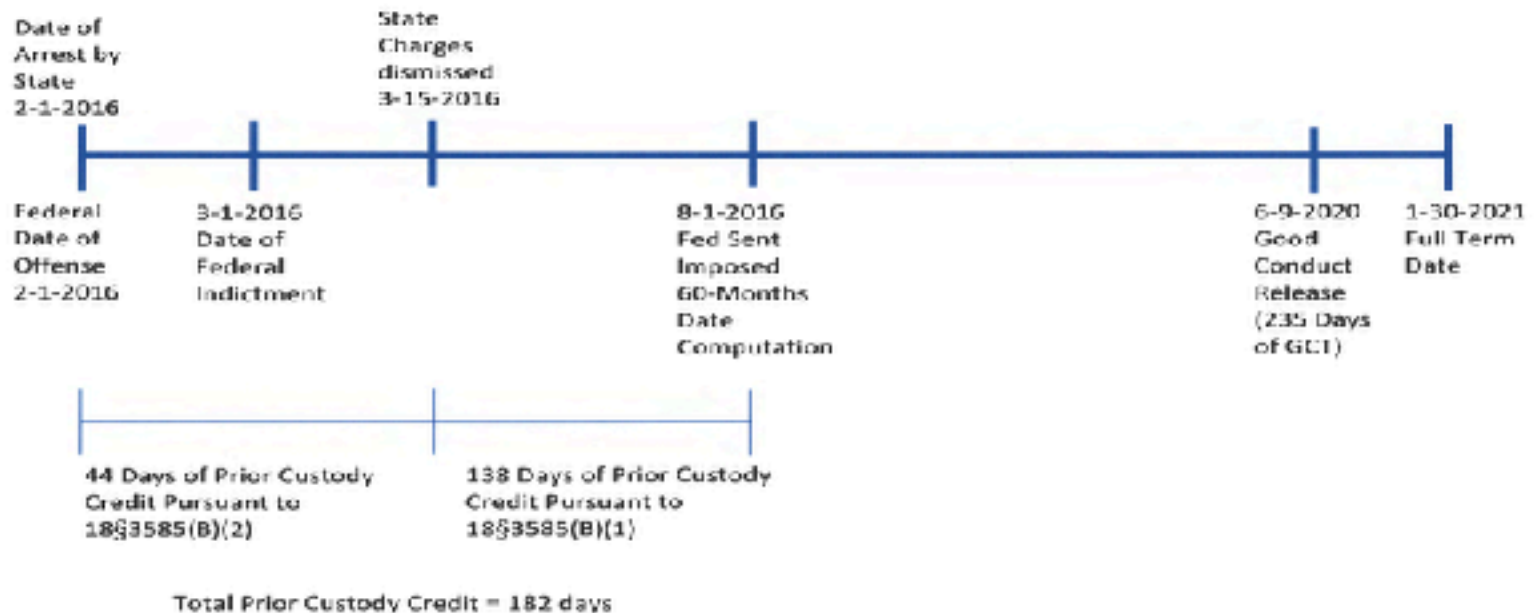 Date of
Arrest by
State
2-1-2016
State
Charges
dismissed
3-15-2016
Federal
Date of
Offense
2-1-2016
3-1-2016
Date of
Federal
Indictment
8-1-2016
Fed Sent
Imposed
60-Months
Date
Computation
6-9-2020
Good
Conduct
Release
(235 Days
of GCT)
1-30-2021
Full Term
Date
44 Days of Prior Custody
Credit Pursuant to
18§3585(B)(2)
138 Days of Prior Custody
Credit Pursuant to
18§3585(B)(1)
Total Prior Custody Credit = 182 days